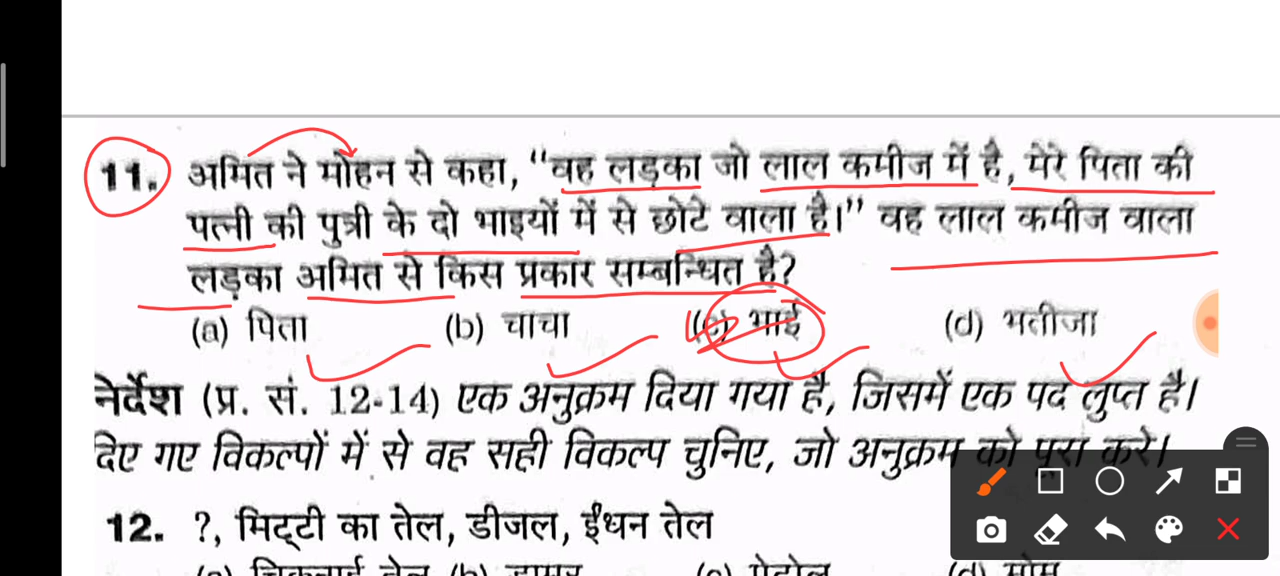 11. अमित ने मोहन से कहा, "वह लड़का जो लाल कमीज में है, मेरे पिता की
पत्नी की पुत्री के दो भाइयों में से छोटे वाला है।" वह लाल कमीज वाला
लड़का अमित से किस प्रकार सम्बन्धित है?
(a) पिता (b) चाचा (c) भाई (d) भतीजा
निर्देश (प्र. सं. 12-14) एक अनुक्रम दिया गया है, जिसमें एक पद लुप्त है।
दिए गए विकल्पों में से वह सही विकल्प चुनिए, जो अनुक्रम को पूरा करे।
12. ?, मिट्टी का तेल, डीजल, ईंधन तेल